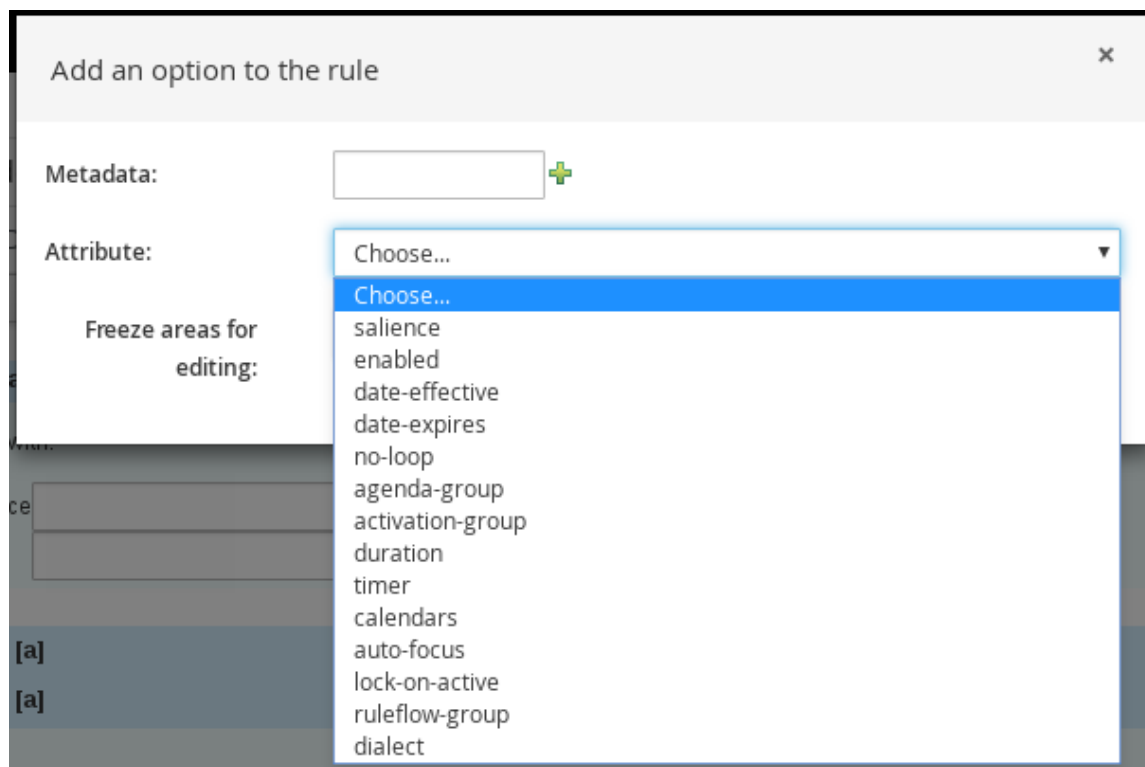 Add an option to the rule
×
Metadata:
Attribute:
Choose...
Choose...
salience
Freeze areas for
editing:
enabled
date-effective
date-expires
no-loop
agenda-group
activation-group
duration
timer
calendars
auto-focus
lock-on-active
ruleflow-group
dialect
ce
[a]
[a]